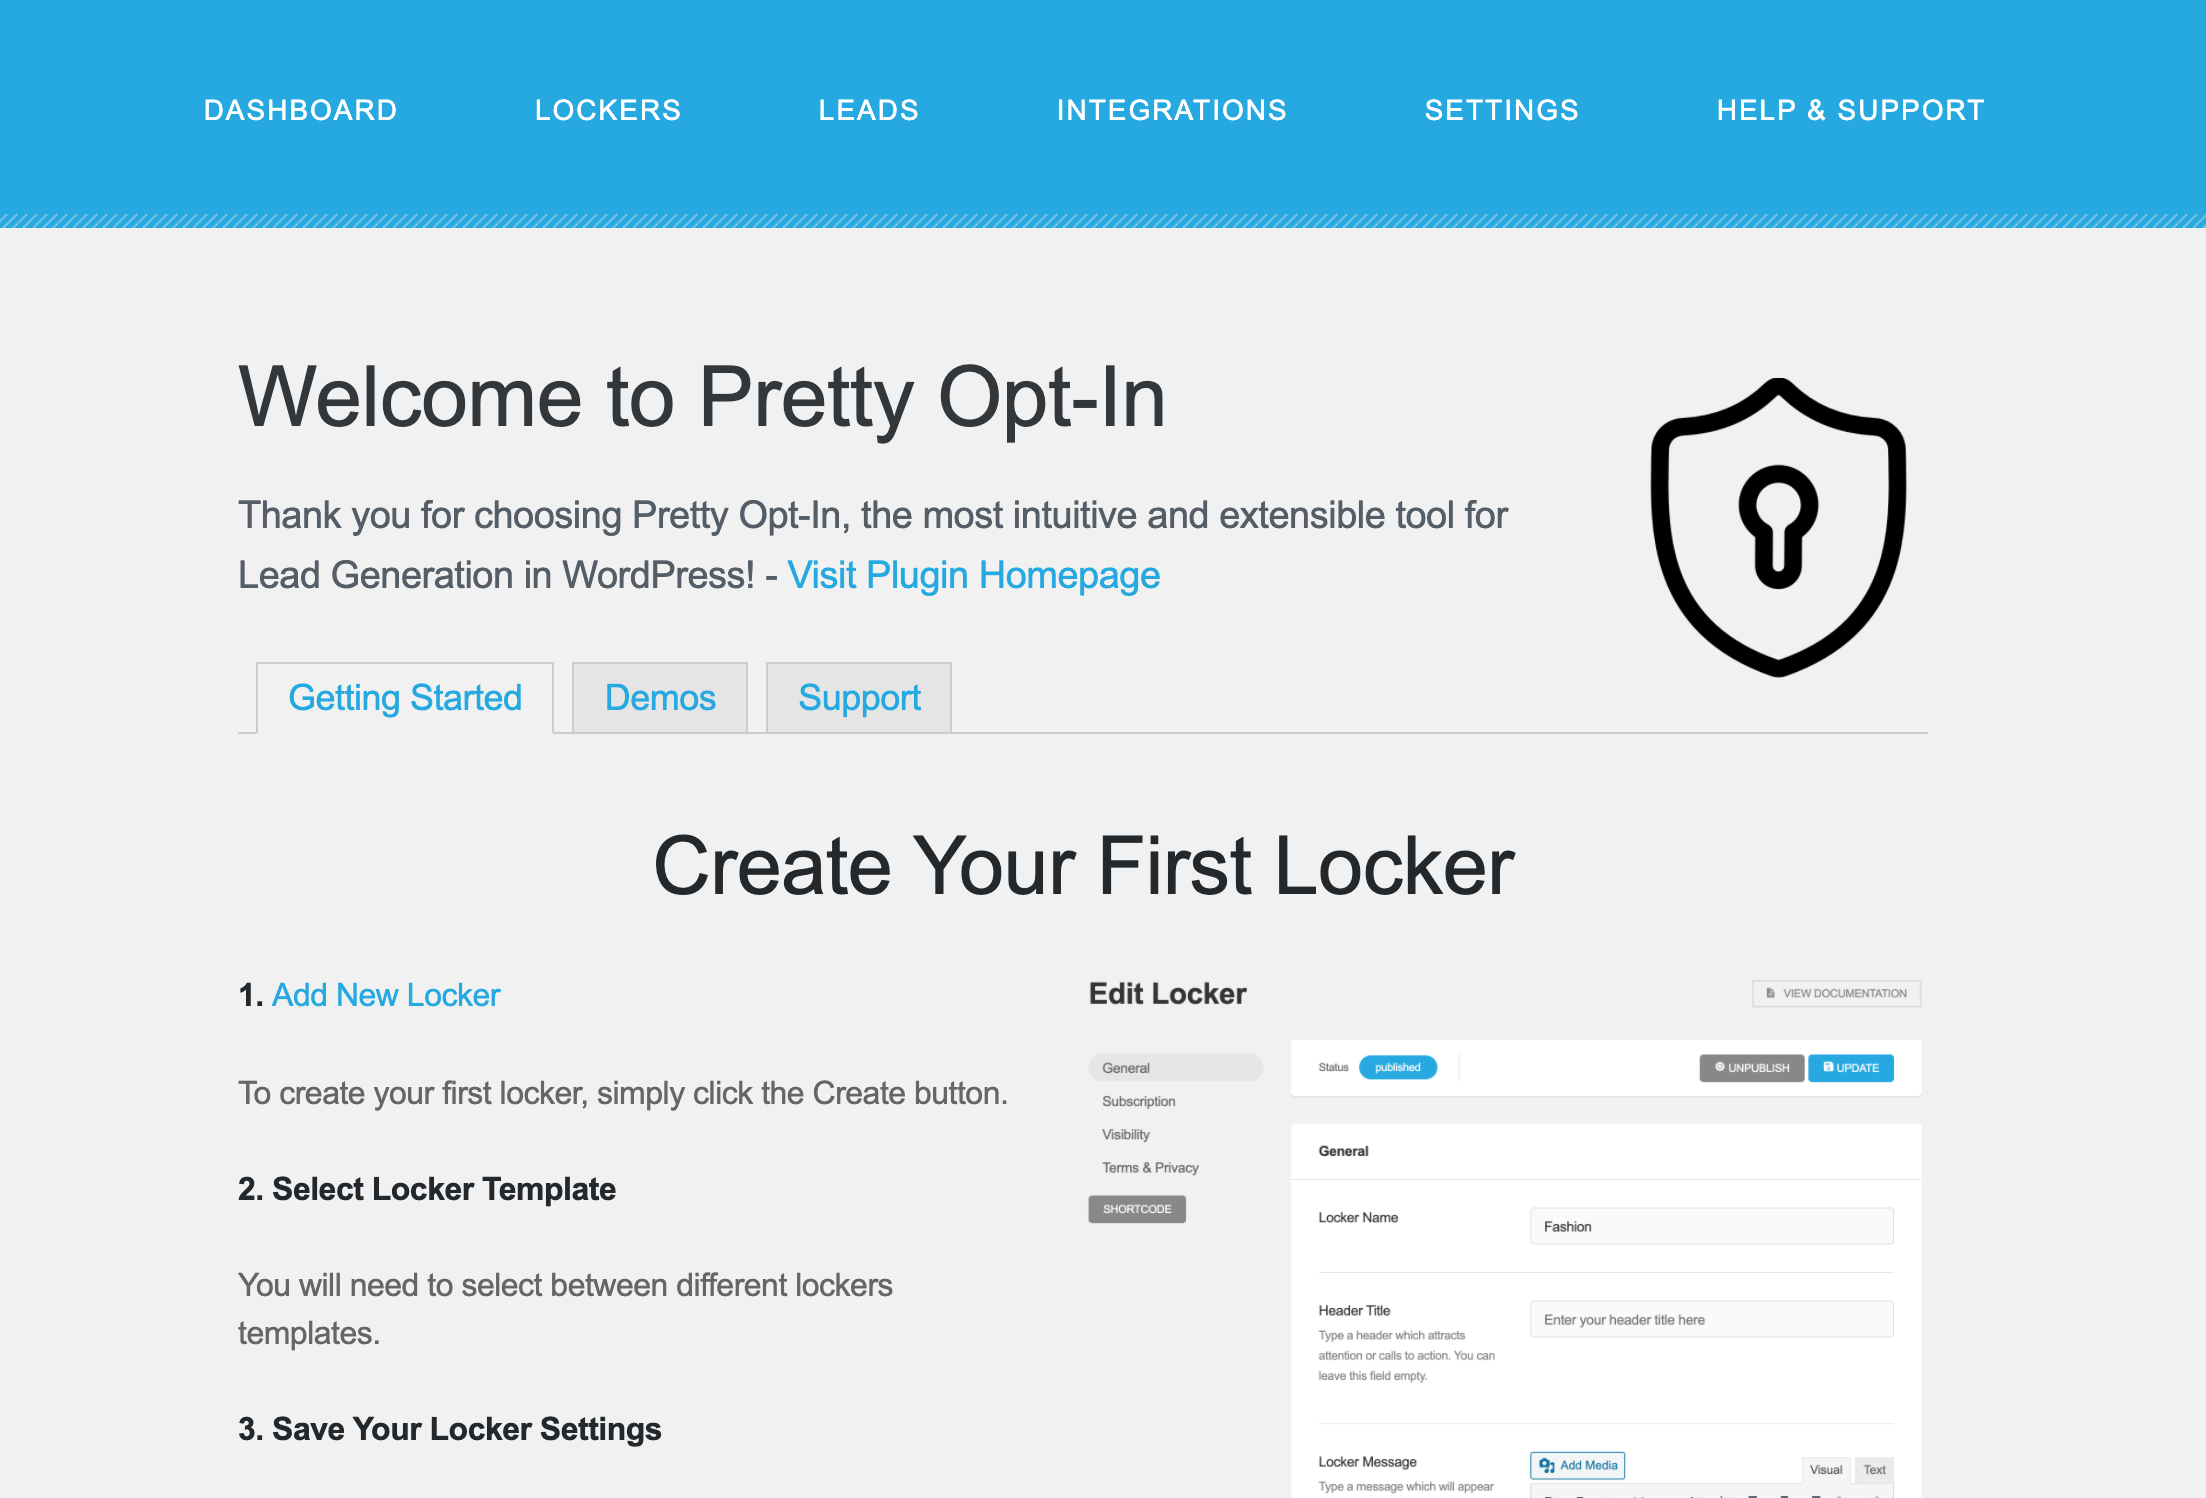 DASHBOARD LOCKERS LEADS INTEGRATIONS SETTINGS HELP & SUPPORT
Welcome to Pretty Opt-In
Thank you for choosing Pretty Opt-In, the most intuitive and extensible tool for
Lead Generation in WordPress! - Visit Plugin Homepage
Getting Started Demos Support
Create Your First Locker
1. Add New Locker
To create your first locker, simply click the Create button.
2. Select Locker Template
You will need to select between different lockers
templates.
3. Save Your Locker Settings
Edit Locker
VIEW DOCUMENTATION
General
Subscription
Visibility
Terms & Privacy
SHORTCODE
Status published UNPUBLISH UPDATE
General
Locker Name Fashion
Header Title Enter your header title here
Type a header which attracts
attention or calls to action. You can
leave this field empty.
Locker Message Add Media Visual Text
Type a message which will appear